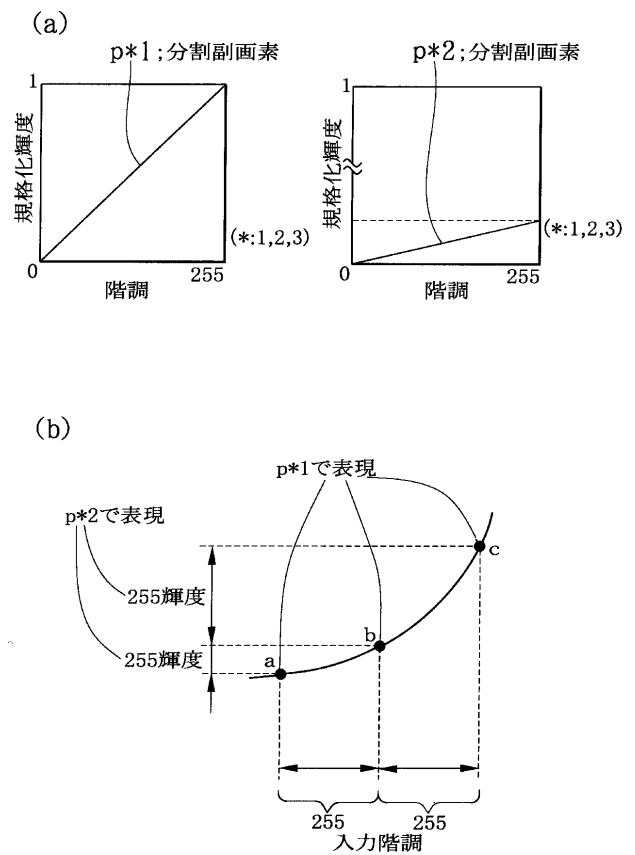 (a)
p*1;分割副画素
1
規格化輝度
(*:1,2,3)
0
255
階調
p*2;分割副画素
1
規格化輝度
(*:1,2,3)
0
255
階調
(b)
p*1で表現
p*2で表現
255輝度
255輝度
a
b
c
255
255
入力階調